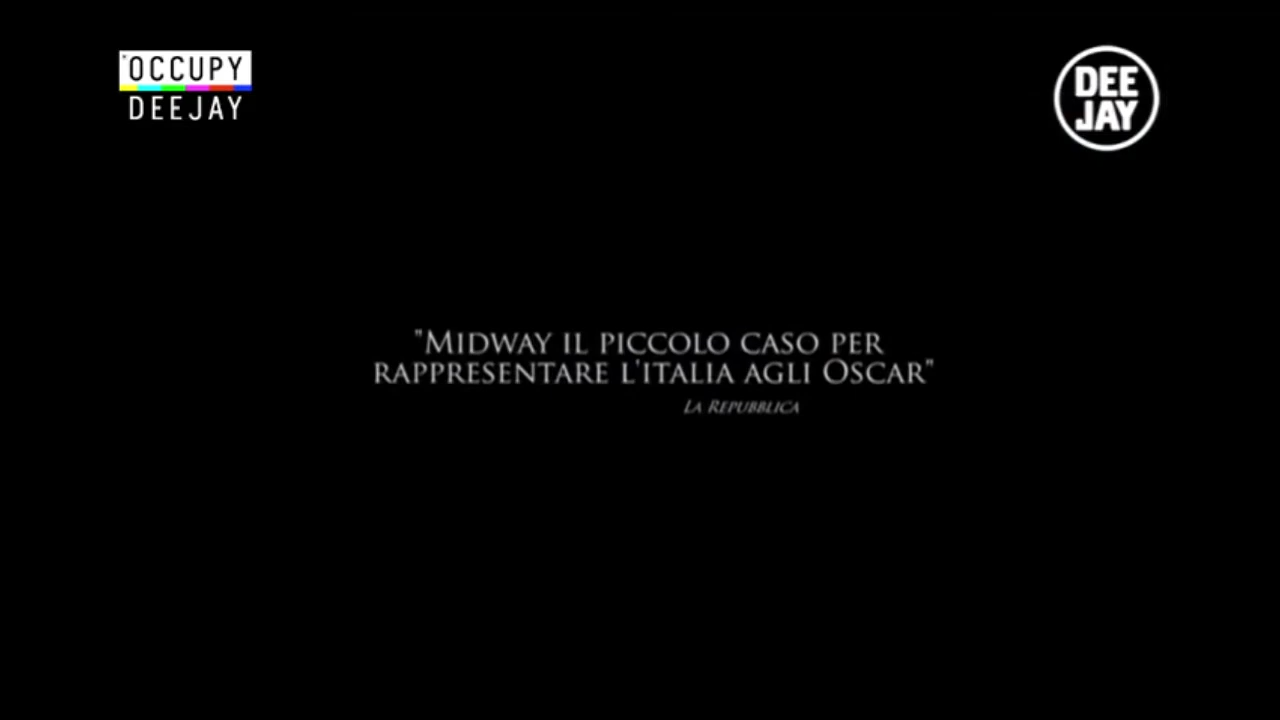 OCCUPY
DEEJAY
DEE
JAY
"MIDWAY IL PICCOLO CASO PER
RAPPRESENTARE L'ITALIA AGLI OSCAR"
LA REPUBBLICA